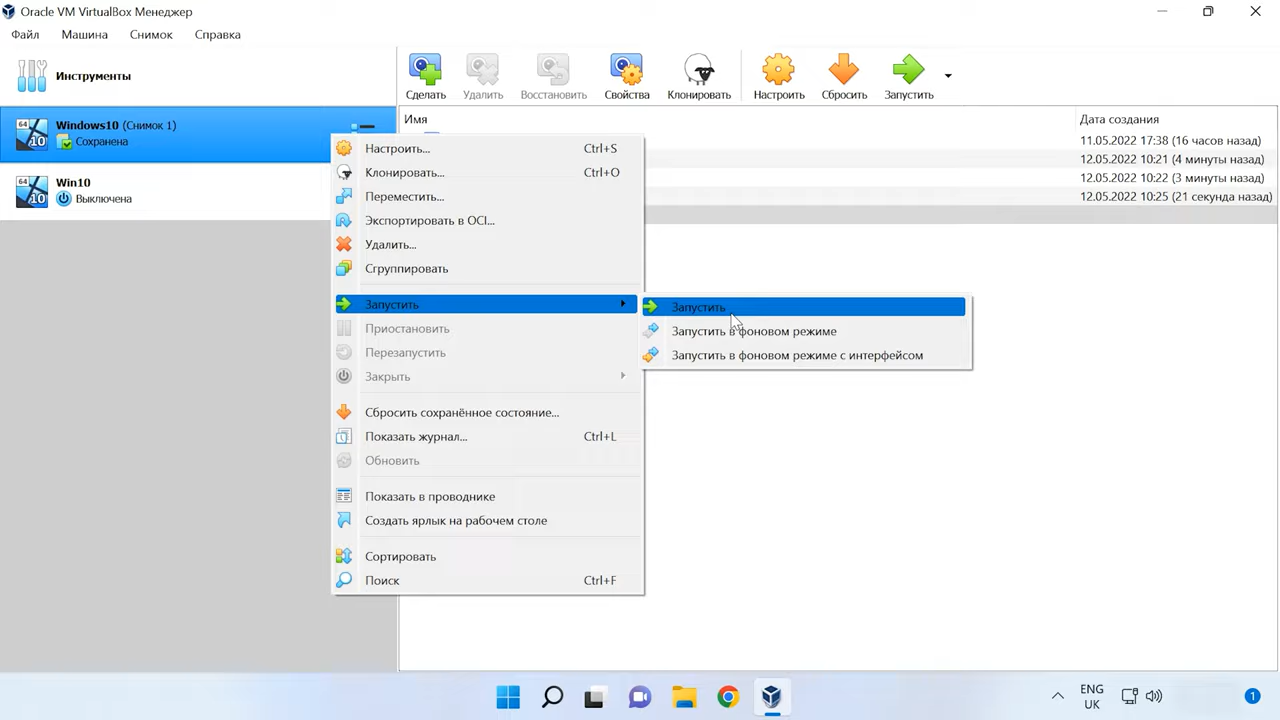 Oracle VM VirtualBox Менеджер
Файл Машина Снимок Справка
Инструменты
Сделать Удалить Восстановить Свойства Клонировать Настроить Сбросить Запустить
Имя Дата создания
64 10 Windows10 (Снимок 1)
Сохранена
64 10 Win10
Выключена
11.05.2022 17:38 (16 часов назад)
12.05.2022 10:21 (4 минуты назад)
12.05.2022 10:22 (3 минуты назад)
12.05.2022 10:25 (21 секунда назад)
Настроить... Ctrl+S
Клонировать... Ctrl+O
Переместить...
Экспортировать в OCI...
Удалить...
Сгруппировать
Запустить
Приостановить
Перезапустить
Закрыть
Сбросить сохранённое состояние...
Показать журнал... Ctrl+L
Обновить
Показать в проводнике
Создать ярлык на рабочем столе
Сортировать
Поиск Ctrl+F
Запустить
Запустить в фоновом режиме
Запустить в фоновом режиме с интерфейсом
ENG
UK
1